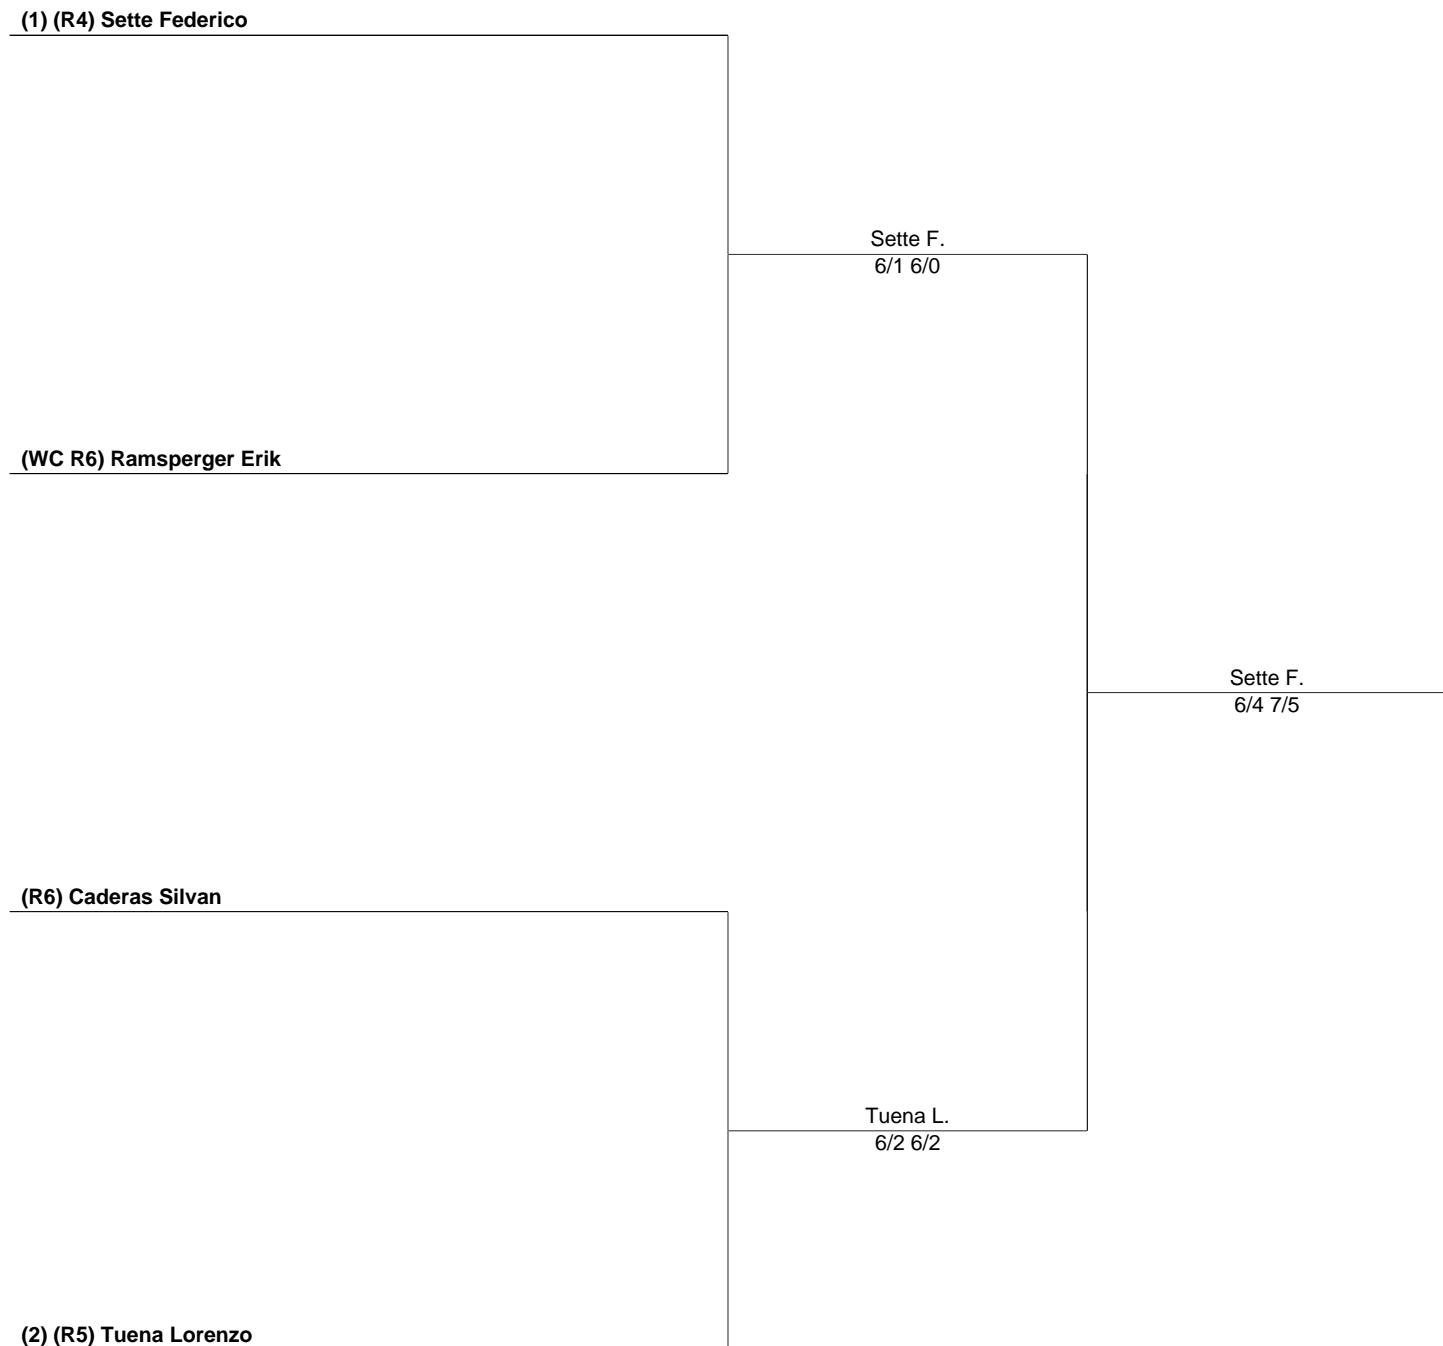 (1) (R4) Sette Federico
Sette F.
6/1 6/0
(WC R6) Ramsperger Erik
Sette F.
6/4 7/5
(R6) Caderas Silvan
Tuena L.
6/2 6/2
(2) (R5) Tuena Lorenzo